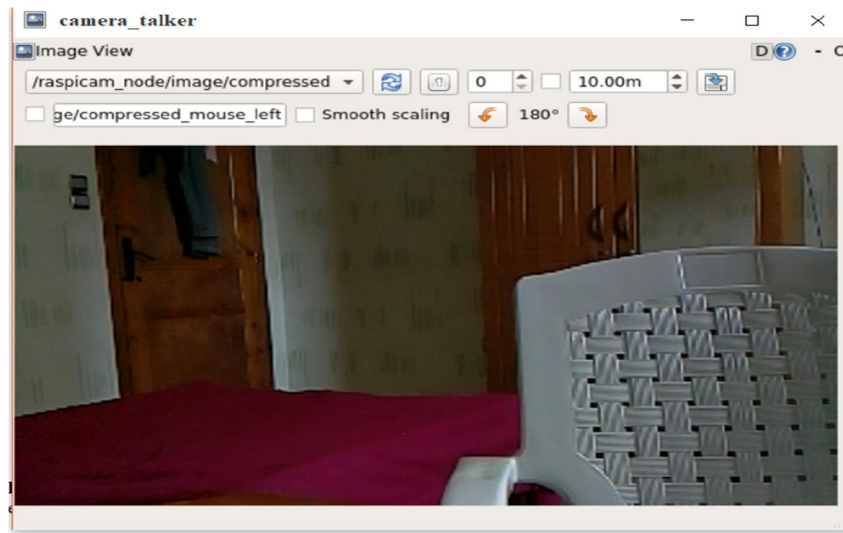 camera_talker
Image View D - C
/raspicam_node/image/compressed 0 10.00m
ge/compressed_mouse_left Smooth scaling 180°
e